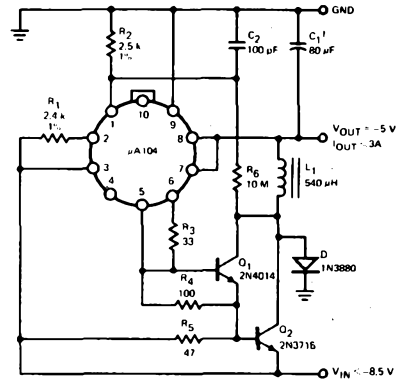 GND
R2
2.5 k
1%
C2
100 µF
C1†
80 µF
10
1
9
R1
2.4 k
1%
2
µA104
8
VOUT = −5 V
IOUT = 3A
3
7
4
5
6
R6
10 M
L1
540 µH
R3
33
Q1
2N4014
D
1N3880
R4
100
R5
47
Q2
2N3716
VIN ≤ −8.5 V